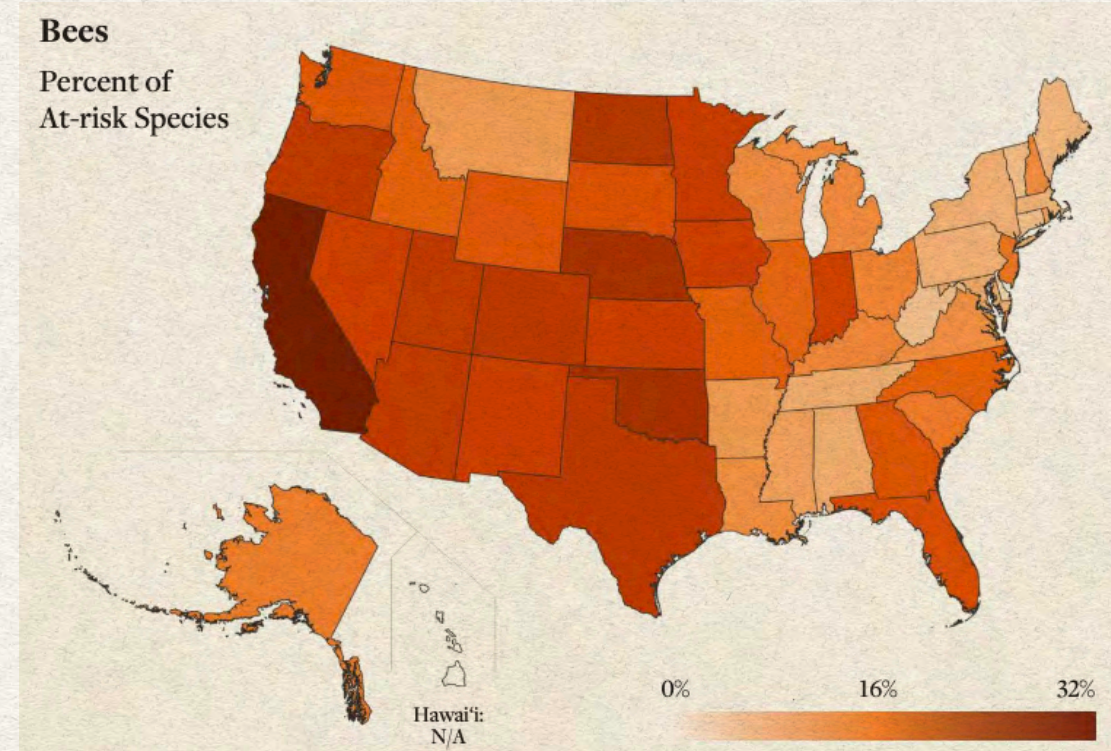 Bees
Percent of
At-risk Species
0%
16%
32%
Hawaiʻi:
N/A